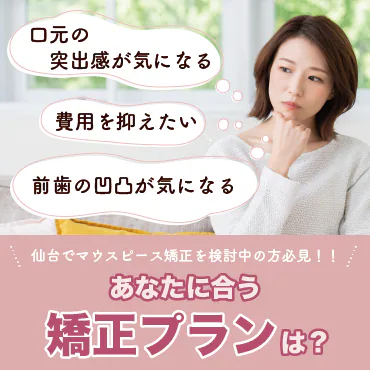 口元の
突出感が気になる
費用を抑えたい
前歯の凹凸が気になる
仙台でマウスピース矯正を検討中の方必見！！
あなたに合う
矯正プランは？